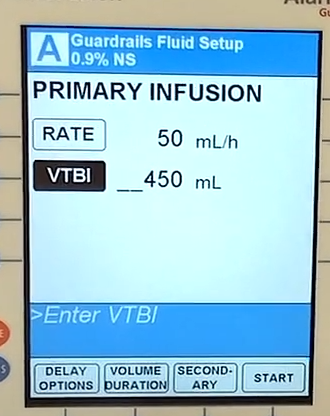 A
Guardrails Fluid Setup
0.9% NS
PRIMARY INFUSION
RATE 50 mL/h
VTBI __450 mL
>Enter VTBI
DELAY OPTIONS
VOLUME DURATION
SECOND-
ARY
START